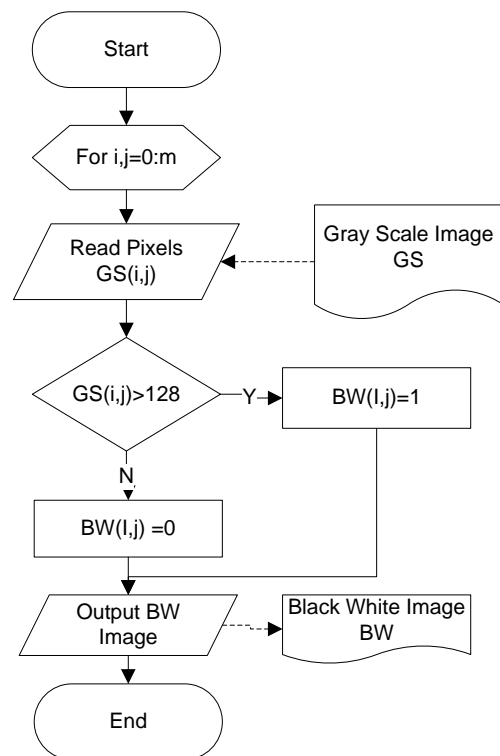 Start
For i,j=0:m
Read Pixels
GS(i,j)
Gray Scale Image
GS
GS(i,j)>128
Y
BW(I,j)=1
N
BW(I,j) =0
Output BW
Image
Black White Image
BW
End